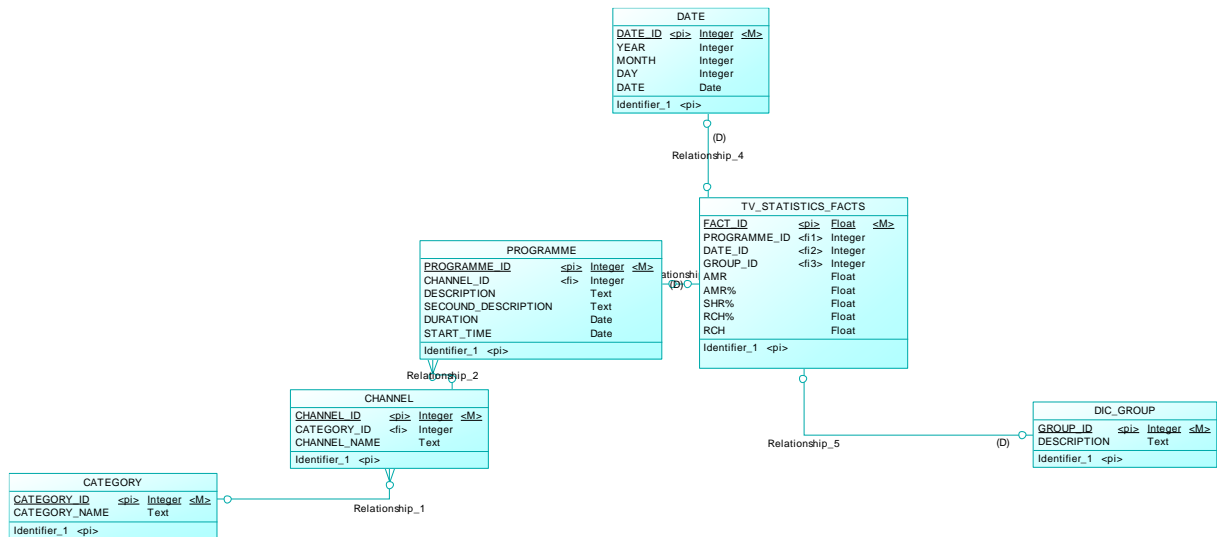 DATE
DATE_ID <pi> Integer <M>
YEAR Integer
MONTH Integer
DAY Integer
DATE Date
Identifier_1 <pi>
(D)
Relationship_4
TV_STATISTICS_FACTS
FACT_ID <pi> Float <M>
PROGRAMME_ID <fi1> Integer
DATE_ID <fi2> Integer
GROUP_ID <fi3> Integer
AMR Float
AMR% Float
SHR% Float
RCH% Float
RCH Float
Identifier_1 <pi>
PROGRAMME
PROGRAMME_ID <pi> Integer <M>
CHANNEL_ID <fi> Integer
DESCRIPTION Text
SECOUND_DESCRIPTION Text
DURATION Date
START_TIME Date
Identifier_1 <pi>
ationshi
(D)
Relationship_2
CHANNEL
CHANNEL_ID <pi> Integer <M>
CATEGORY_ID <fi> Integer
CHANNEL_NAME Text
Identifier_1 <pi>
DIC_GROUP
GROUP_ID <pi> Integer <M>
DESCRIPTION Text
Identifier_1 <pi>
Relationship_5
(D)
CATEGORY
CATEGORY_ID <pi> Integer <M>
CATEGORY_NAME Text
Identifier_1 <pi>
Relationship_1